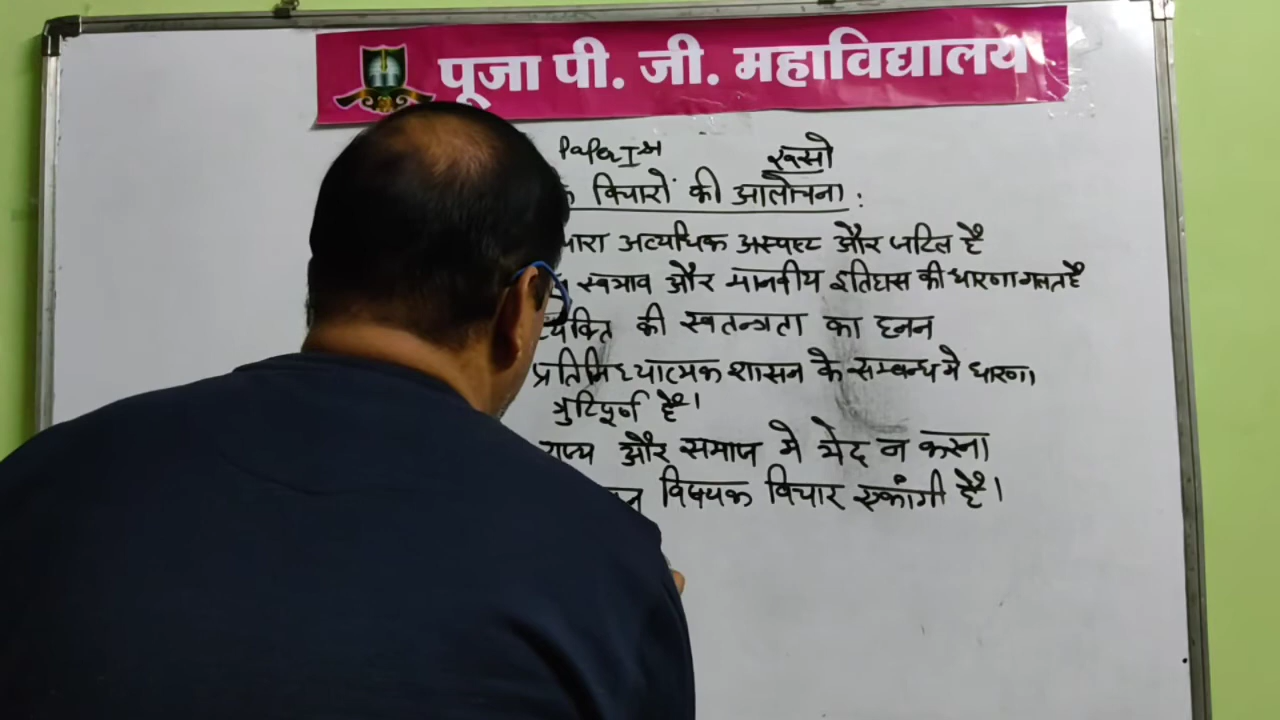 पूजा पी. जी. महाविद्यालय
Paper I
रूसो
विचारों की आलोचना :
अत्यधिक अस्पष्ट और जटिल है
स्वभाव और मानवीय इतिहास की धारणा गलत है
व्यक्ति की स्वतन्त्रता का हनन
प्रतिनिध्यात्मक शासन के सम्बन्ध मे धारणा
त्रुटिपूर्ण है।
राज्य और समाज मे भेद न करना
विषयक विचार एकांगी है।